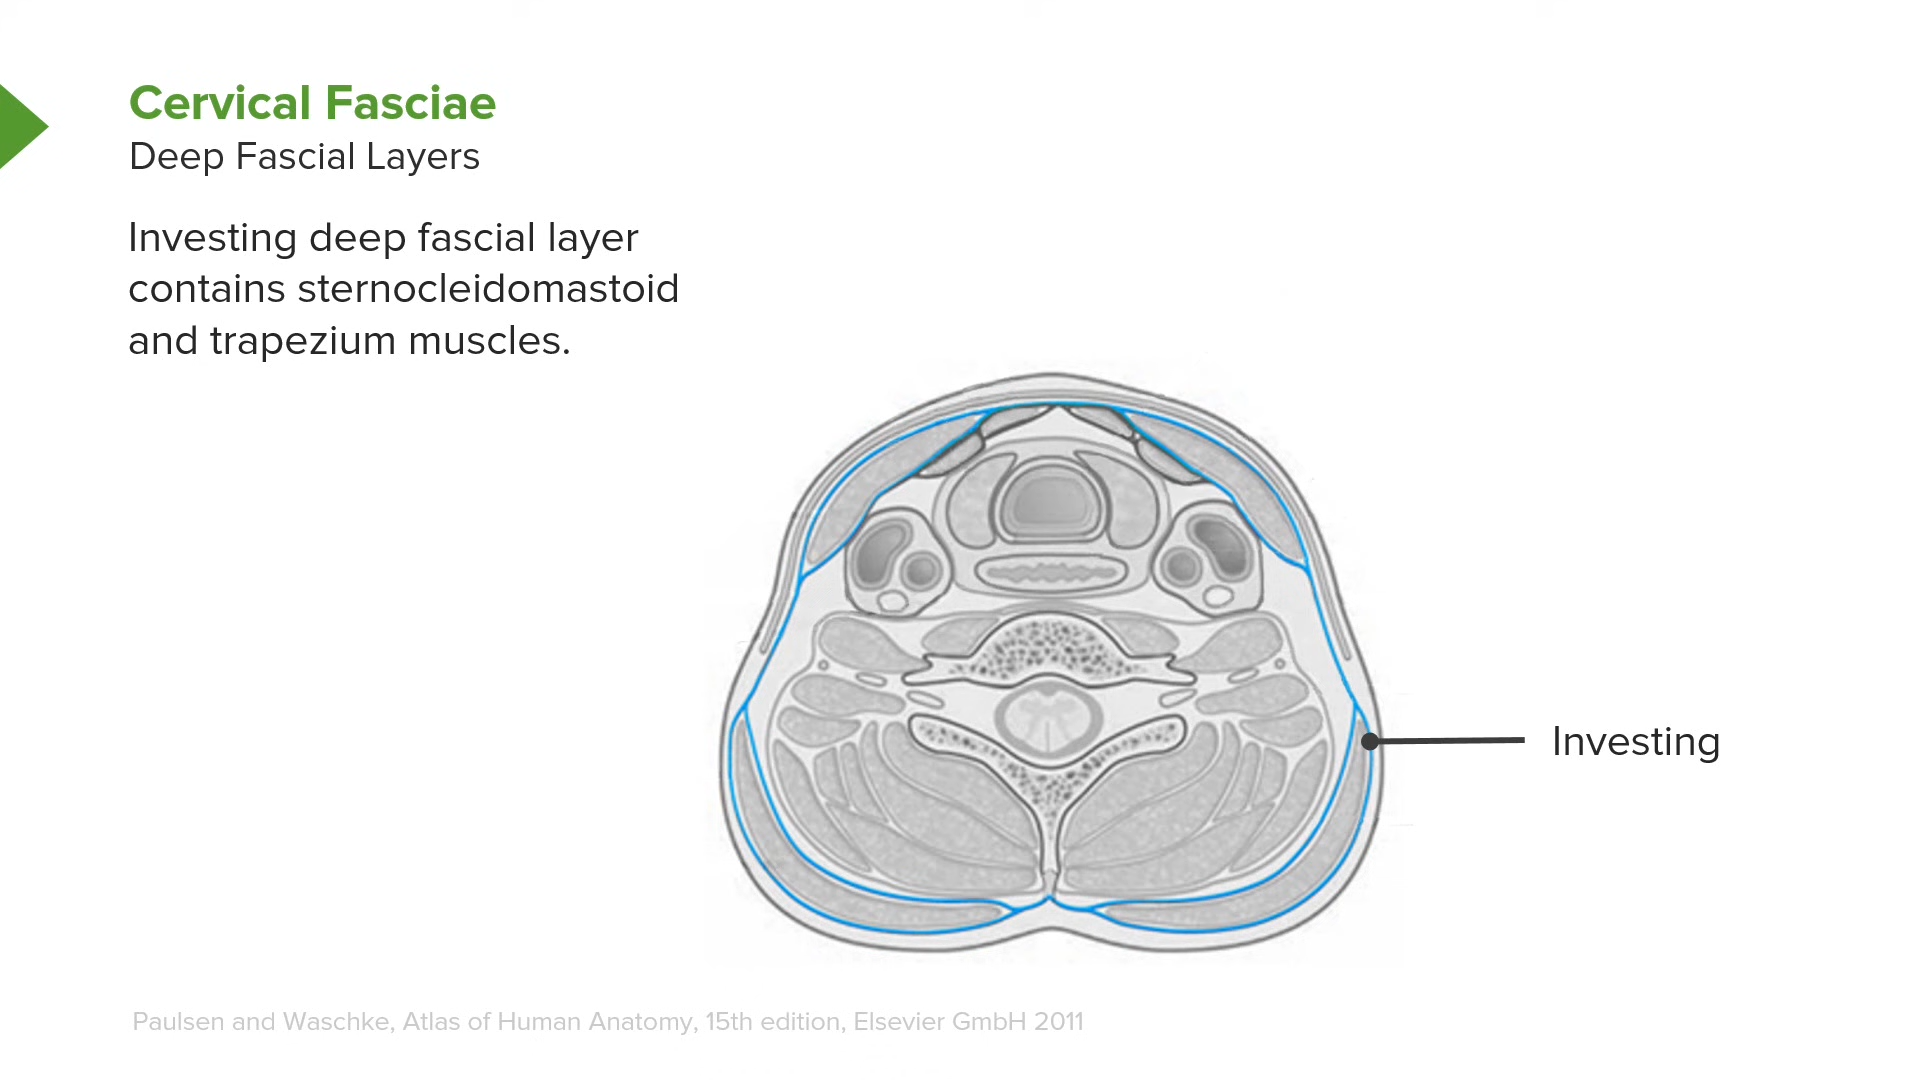 Cervical Fasciae
Deep Fascial Layers
Investing deep fascial layer
contains sternocleidomastoid
and trapezium muscles.
Investing
Paulsen and Waschke, Atlas of Human Anatomy, 15th edition, Elsevier GmbH 2011